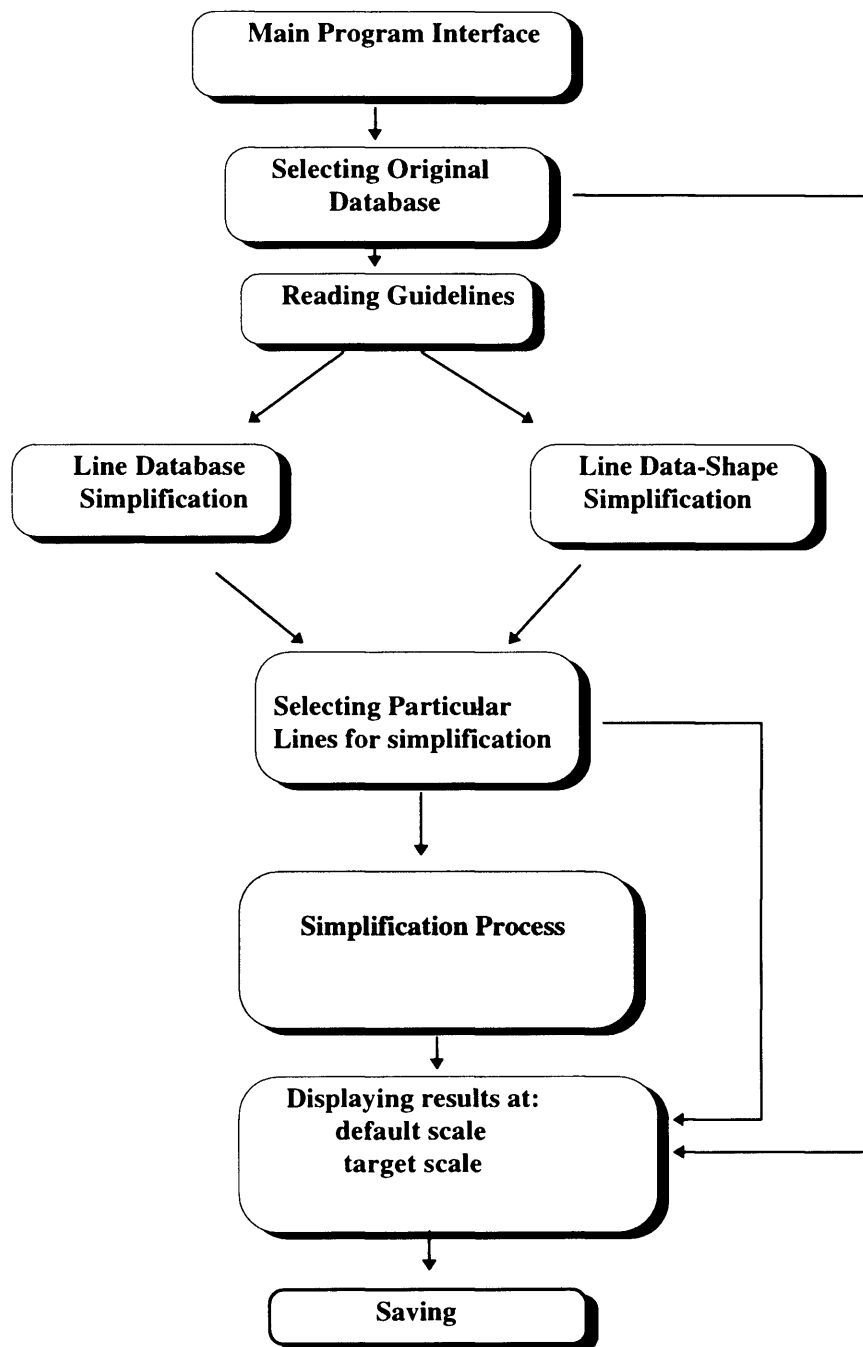 Main Program Interface
Selecting Original
Database
Reading Guidelines
Line Database
Simplification
Line Data-Shape
Simplification
Selecting Particular
Lines for simplification
Simplification Process
Displaying results at:
default scale
target scale
Saving